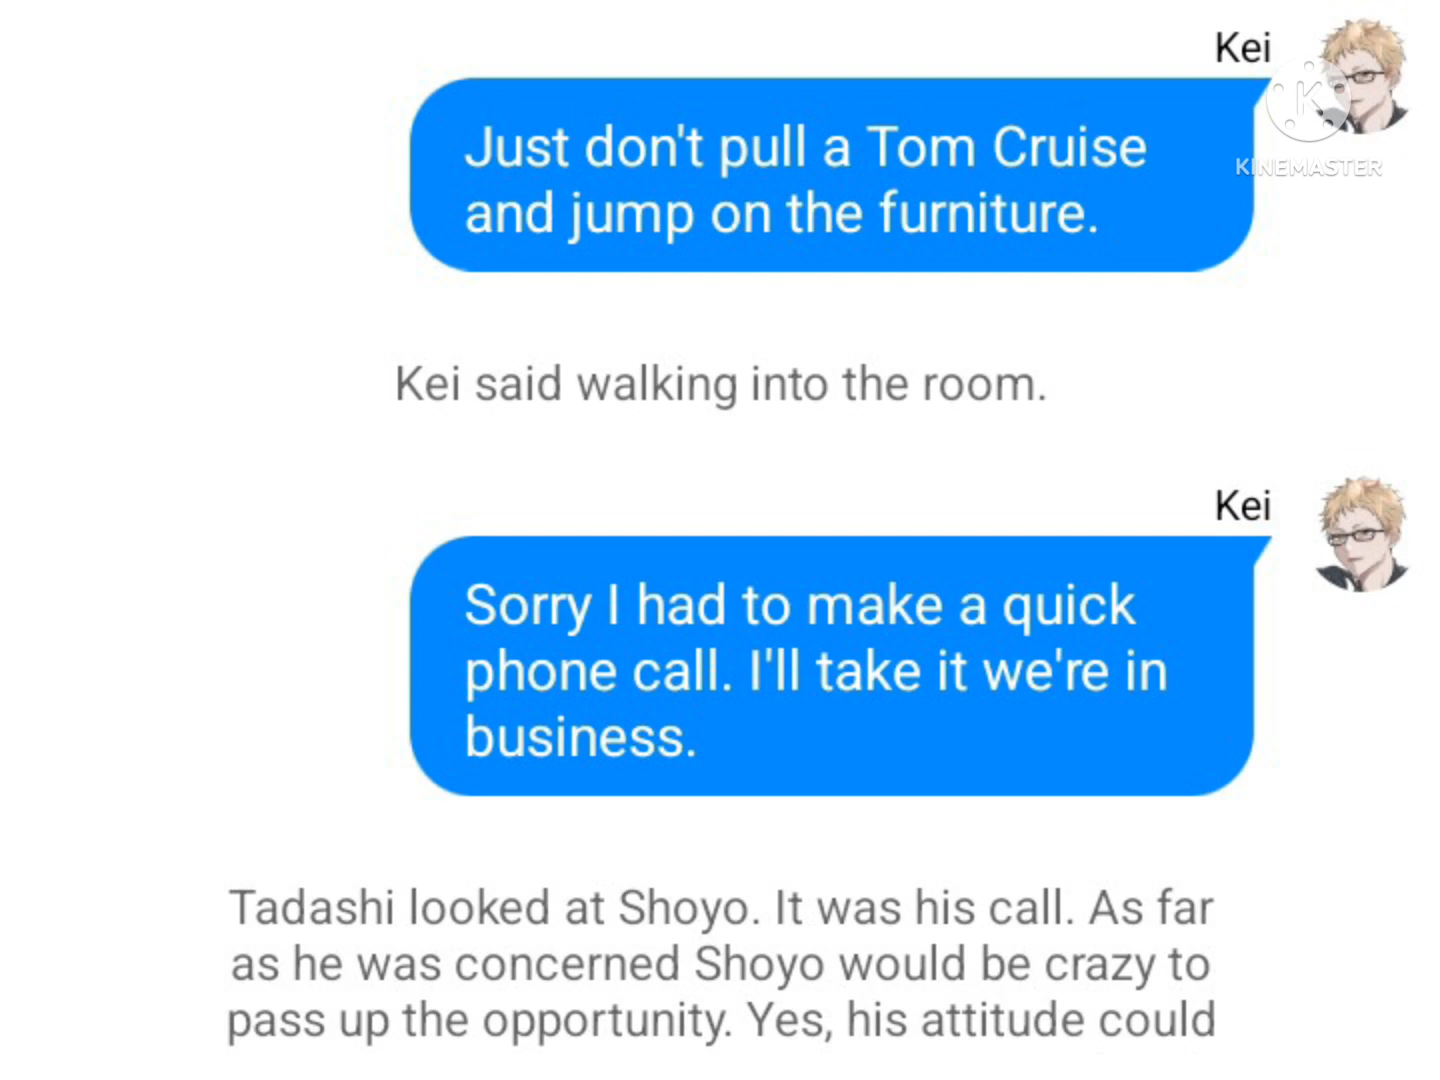 Kei
Just don't pull a Tom Cruise
and jump on the furniture.
K
KINEMASTER
Kei said walking into the room.
Kei
Sorry I had to make a quick
phone call. I'll take it we're in
business.
Tadashi looked at Shoyo. It was his call. As far
as he was concerned Shoyo would be crazy to
pass up the opportunity. Yes, his attitude could